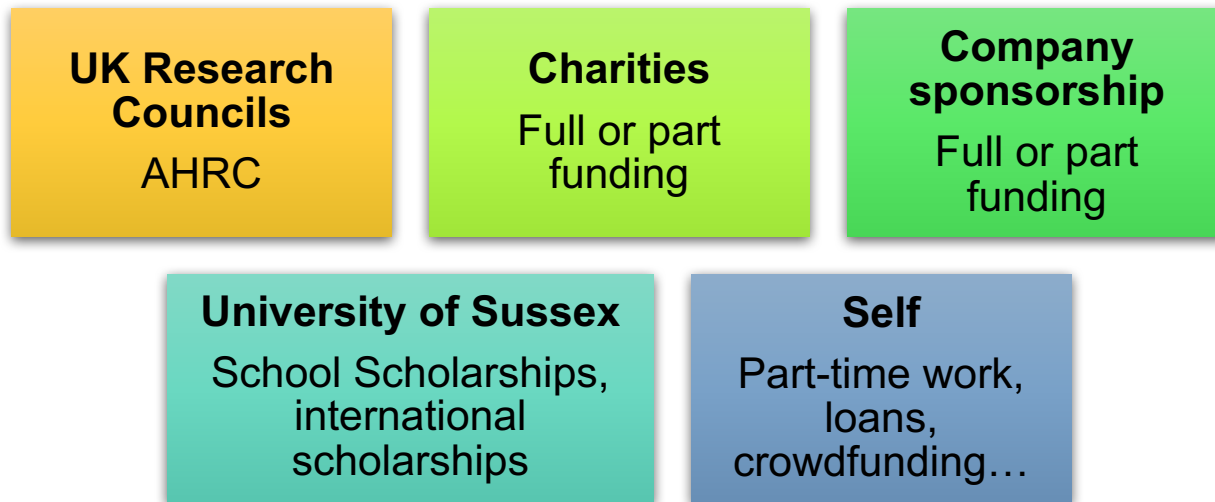 UK Research
Councils
AHRC
Charities
Full or part
funding
Company
sponsorship
Full or part
funding
University of Sussex
School Scholarships,
international
scholarships
Self
Part-time work,
loans,
crowdfunding…